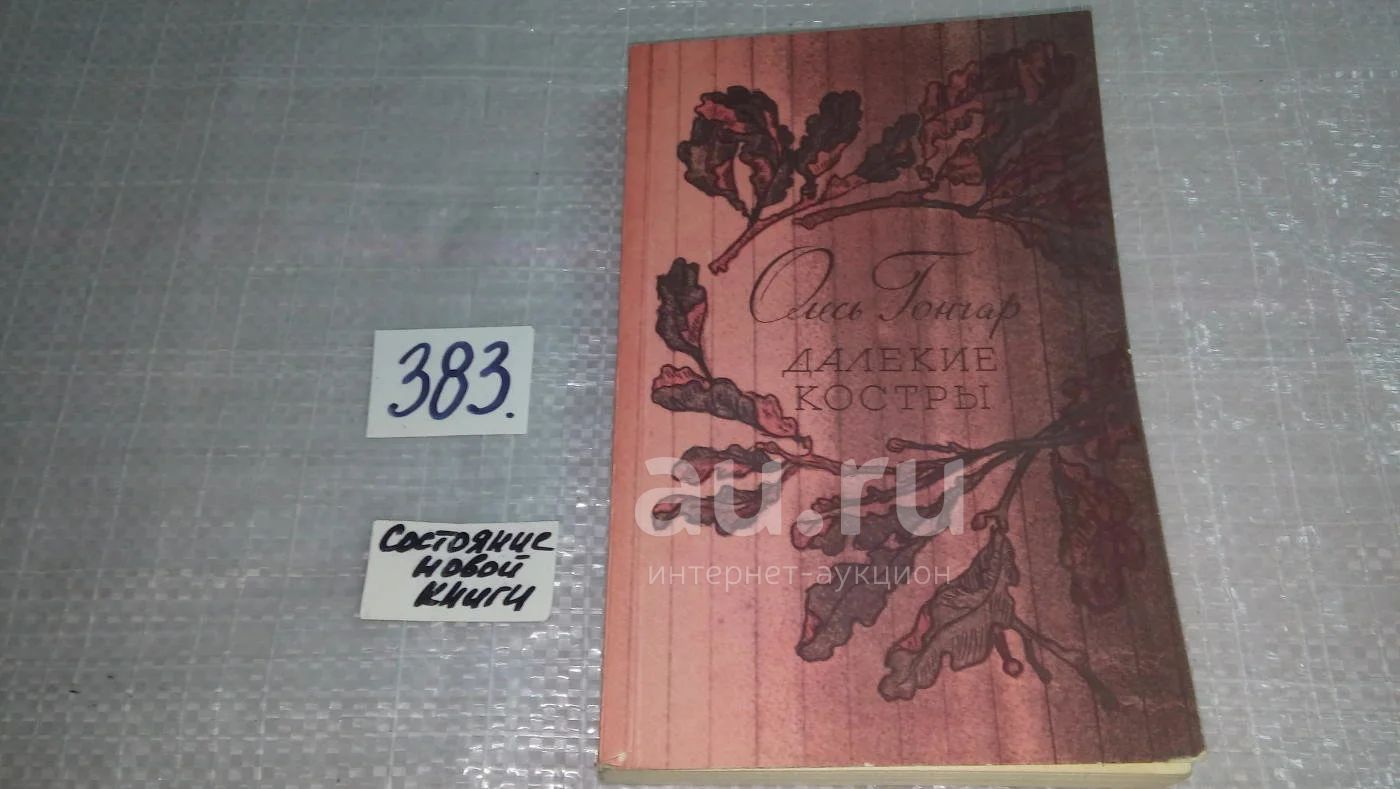 Олесь Гончар
ДАЛЕКИЕ
КОСТРЫ
383.
Состояние
новой
книги
au.ru
интернет-аукцион